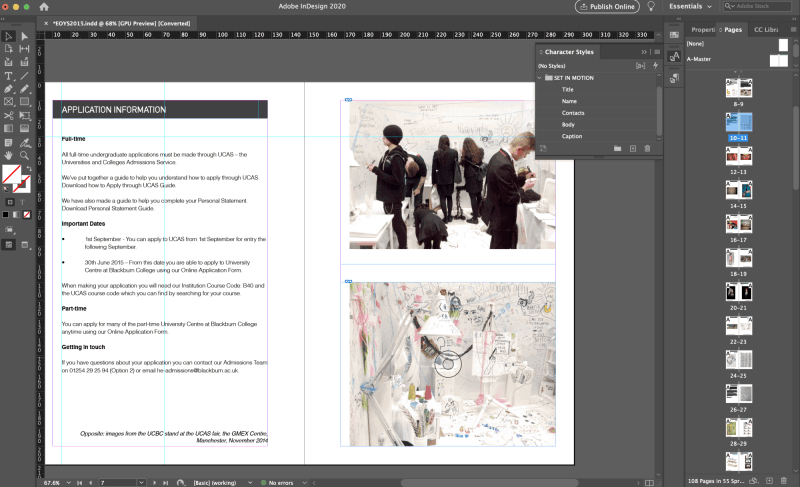 Adobe InDesign 2020
Publish Online
Essentials
Adobe Stock
× *EOYS2015.indd @ 68% [GPU Preview] [Converted]
10 20 30 40 50 60 70 80 90 100 110 120 130 140 150 160 170 180 190 200 210 220 230 240 250 260 270 280 290 300 310 320 330
APPLICATION INFORMATION
Full-time
All full-time undergraduate applications must be made through UCAS - the
Universities and Colleges Admissions Service.
We've put together a guide to help you understand how to apply through UCAS.
Download how to Apply through UCAS Guide.
We have also made a guide to help you complete your Personal Statement.
Download Personal Statement Guide.
Important Dates
• 1st September - You can apply to UCAS from 1st September for entry the
following September.
• 30th June 2015 - From this date you are able to apply to University
Centre at Blackburn College using our Online Application Form.
When making your application you will need our Institution Course Code: B40 and
the UCAS course code which you can find by searching for your course.
Part-time
You can apply for many of the part-time University Centre at Blackburn College
anytime using our Online Application Form.
Getting in touch
If you have questions about your application you can contact our Admissions Team
on 01254 29 25 94 (Option 2) or email he-admissions@blackburn.ac.uk.
Opposite: images from the UCBC stand at the UCAS fair, the GMEX Centre,
Manchester, November 2014
Character Styles
(No Styles)
SET IN MOTION
Title
Name
Contacts
Body
Caption
Properti
Pages
CC Libra
[None]
A-Master
8-9
10-11
12-13
14-15
16-17
18-19
20-21
22-23
24-25
26-27
28-29
108 Pages in 55 Spr...
67.6%
7
[Basic] (working)
No errors